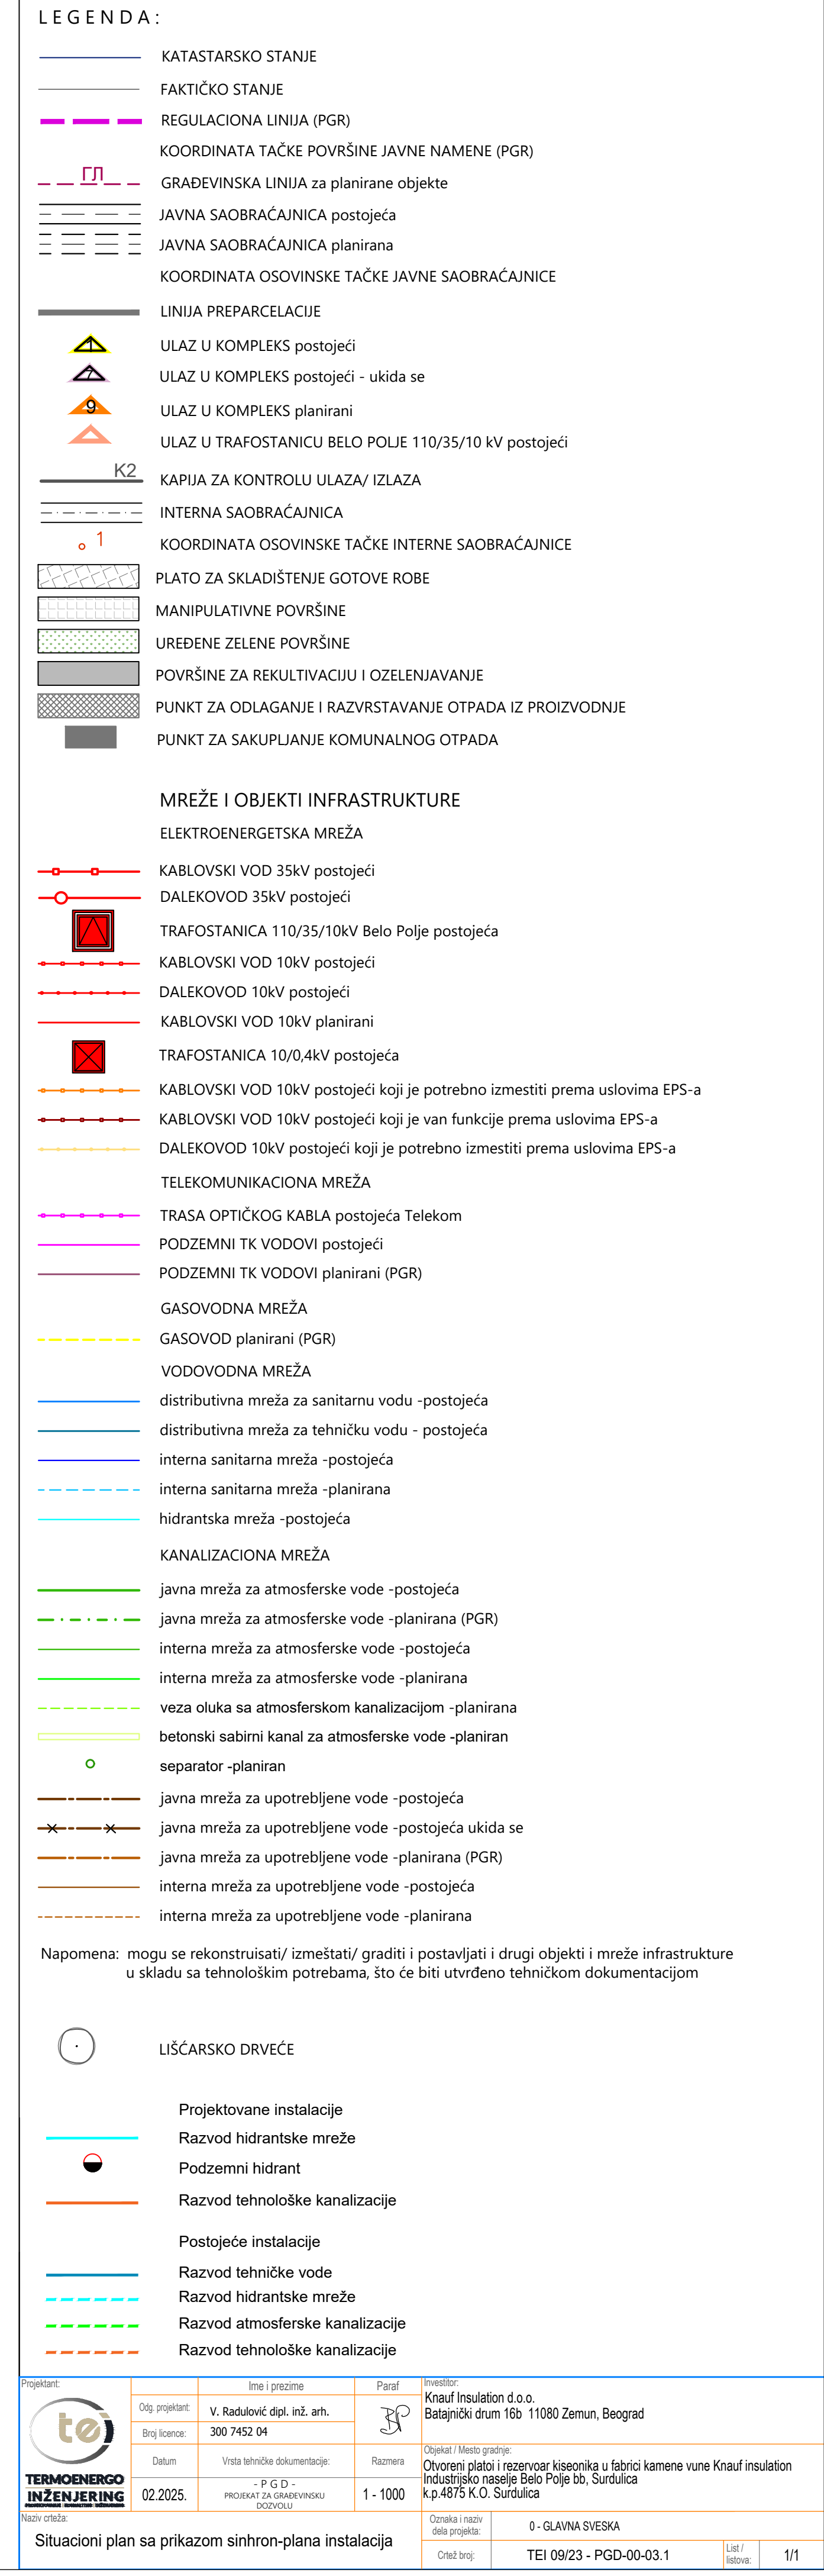 LEGENDA:
KATASTARSKO STANJE
FAKTIČKO STANJE
REGULACIONA LINIJA (PGR)
KOORDINATA TAČKE POVRŠINE JAVNE NAMENE (PGR)
ГЛ
GRAĐEVINSKA LINIJA za planirane objekte
JAVNA SAOBRAĆAJNICA postojeća
JAVNA SAOBRAĆAJNICA planirana
KOORDINATA OSOVINSKE TAČKE JAVNE SAOBRAĆAJNICE
LINIJA PREPARCELACIJE
1 ULAZ U KOMPLEKS postojeći
7 ULAZ U KOMPLEKS postojeći - ukida se
9 ULAZ U KOMPLEKS planirani
ULAZ U TRAFOSTANICU BELO POLJE 110/35/10 kV postojeći
K2 KAPIJA ZA KONTROLU ULAZA/ IZLAZA
INTERNA SAOBRAĆAJNICA
1 KOORDINATA OSOVINSKE TAČKE INTERNE SAOBRAĆAJNICE
PLATO ZA SKLADIŠTENJE GOTOVE ROBE
MANIPULATIVNE POVRŠINE
UREĐENE ZELENE POVRŠINE
POVRŠINE ZA REKULTIVACIJU I OZELENJAVANJE
PUNKT ZA ODLAGANJE I RAZVRSTAVANJE OTPADA IZ PROIZVODNJE
PUNKT ZA SAKUPLJANJE KOMUNALNOG OTPADA
MREŽE I OBJEKTI INFRASTRUKTURE
ELEKTROENERGETSKA MREŽA
KABLOVSKI VOD 35kV postojeći
DALEKOVOD 35kV postojeći
TRAFOSTANICA 110/35/10kV Belo Polje postojeća
KABLOVSKI VOD 10kV postojeći
DALEKOVOD 10kV postojeći
KABLOVSKI VOD 10kV planirani
TRAFOSTANICA 10/0,4kV postojeća
KABLOVSKI VOD 10kV postojeći koji je potrebno izmestiti prema uslovima EPS-a
KABLOVSKI VOD 10kV postojeći koji je van funkcije prema uslovima EPS-a
DALEKOVOD 10kV postojeći koji je potrebno izmestiti prema uslovima EPS-a
TELEKOMUNIKACIONA MREŽA
TRASA OPTIČKOG KABLA postojeća Telekom
PODZEMNI TK VODOVI postojeći
PODZEMNI TK VODOVI planirani (PGR)
GASOVODNA MREŽA
GASOVOD planirani (PGR)
VODOVODNA MREŽA
distributivna mreža za sanitarnu vodu -postojeća
distributivna mreža za tehničku vodu - postojeća
interna sanitarna mreža -postojeća
interna sanitarna mreža -planirana
hidrantska mreža -postojeća
KANALIZACIONA MREŽA
javna mreža za atmosferske vode -postojeća
javna mreža za atmosferske vode -planirana (PGR)
interna mreža za atmosferske vode -postojeća
interna mreža za atmosferske vode -planirana
veza oluka sa atmosferskom kanalizacijom -planirana
betonski sabirni kanal za atmosferske vode -planiran
separator -planiran
javna mreža za upotrebljene vode -postojeća
javna mreža za upotrebljene vode -postojeća ukida se
javna mreža za upotrebljene vode -planirana (PGR)
interna mreža za upotrebljene vode -postojeća
interna mreža za upotrebljene vode -planirana
Napomena: mogu se rekonstruisati/ izmeštati/ graditi i postavljati i drugi objekti i mreže infrastrukture
u skladu sa tehnološkim potrebama, što će biti utvrđeno tehničkom dokumentacijom
LIŠĆARSKO DRVEĆE
Projektovane instalacije
Razvod hidrantske mreže
Podzemni hidrant
Razvod tehnološke kanalizacije
Postojeće instalacije
Razvod tehničke vode
Razvod hidrantske mreže
Razvod atmosferske kanalizacije
Razvod tehnološke kanalizacije
Projektant:
tei
TERMOENERGO
INŽENJERING
Ime i prezime
Paraf
Odg. projektant:
V. Radulović dipl. inž. arh.
Broj licence:
300 7452 04
Datum
Vrsta tehničke dokumentacije:
Razmera
02.2025.
- P G D -
PROJEKAT ZA GRAĐEVINSKU
DOZVOLU
1 - 1000
Investitor:
Knauf Insulation d.o.o.
Batajnički drum 16b 11080 Zemun, Beograd
Objekat / Mesto gradnje:
Otvoreni platoi i rezervoar kiseonika u fabrici kamene vune Knauf insulation
Industrijsko naselje Belo Polje bb, Surdulica
k.p.4875 K.O. Surdulica
Naziv crteža:
Situacioni plan sa prikazom sinhron-plana instalacija
Oznaka i naziv
dela projekta:
0 - GLAVNA SVESKA
Crtež broj:
TEI 09/23 - PGD-00-03.1
List /
listova:
1/1